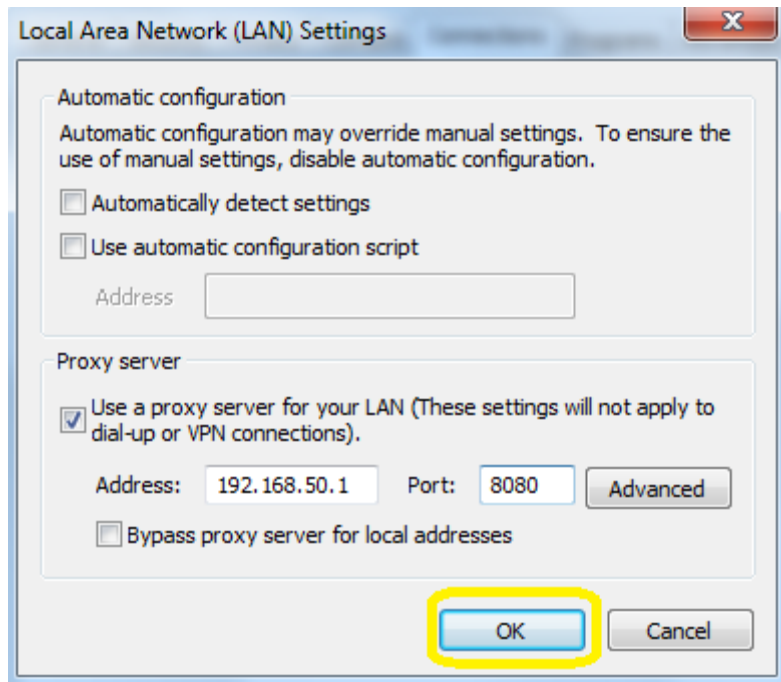 Local Area Network (LAN) Settings
Automatic configuration
Automatic configuration may override manual settings. To ensure the
use of manual settings, disable automatic configuration.
Automatically detect settings
Use automatic configuration script
Address
Proxy server
Use a proxy server for your LAN (These settings will not apply to
dial-up or VPN connections).
Address: 192.168.50.1 Port: 8080 Advanced
Bypass proxy server for local addresses
OK Cancel